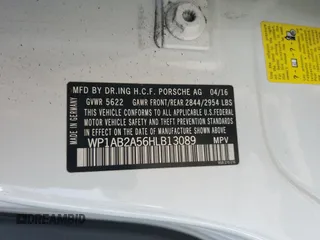 MFD BY DR.ING H.C.F. PORSCHE AG 04/16
GVWR 5622 GAWR FRONT/REAR 2844/2954 LBS
THIS VEHICLE CONFORMS TO ALL APPLICABLE
U.S. FEDERAL MOTOR VEHICLE SAFETY, BUMPER
AND THEFT PREVENTION STANDARDS IN
EFFECT ON THE DATE OF MANUFACTURE
SHOWN ABOVE
WP1AB2A56HLB13089 MPV
MADE IN GERMANY
DREAMBID